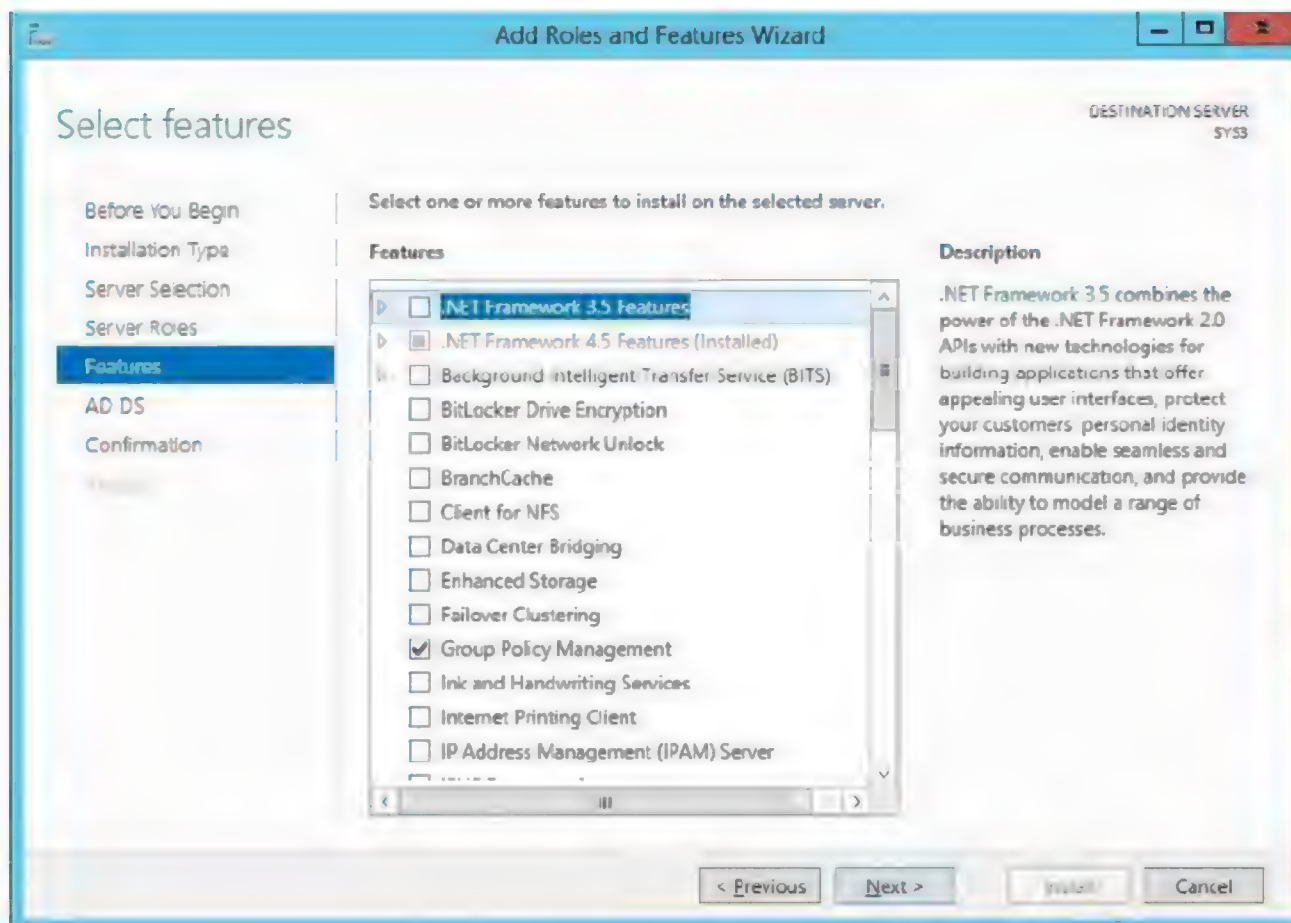 Add Roles and Features Wizard
Select features
DESTINATION SERVER
SYS3
Before You Begin
Installation Type
Server Selection
Server Roles
Features
AD DS
Confirmation
Select one or more features to install on the selected server.
Features
.NET Framework 3.5 Features
.NET Framework 4.5 Features (Installed)
Background Intelligent Transfer Service (BITS)
BitLocker Drive Encryption
BitLocker Network Unlock
BranchCache
Client for NFS
Data Center Bridging
Enhanced Storage
Failover Clustering
Group Policy Management
Ink and Handwriting Services
Internet Printing Client
IP Address Management (IPAM) Server
Description
.NET Framework 3.5 combines the
power of the .NET Framework 2.0
APIs with new technologies for
building applications that offer
appealing user interfaces, protect
your customers personal identity
information, enable seamless and
secure communication, and provide
the ability to model a range of
business processes.
< Previous
Next >
Install
Cancel